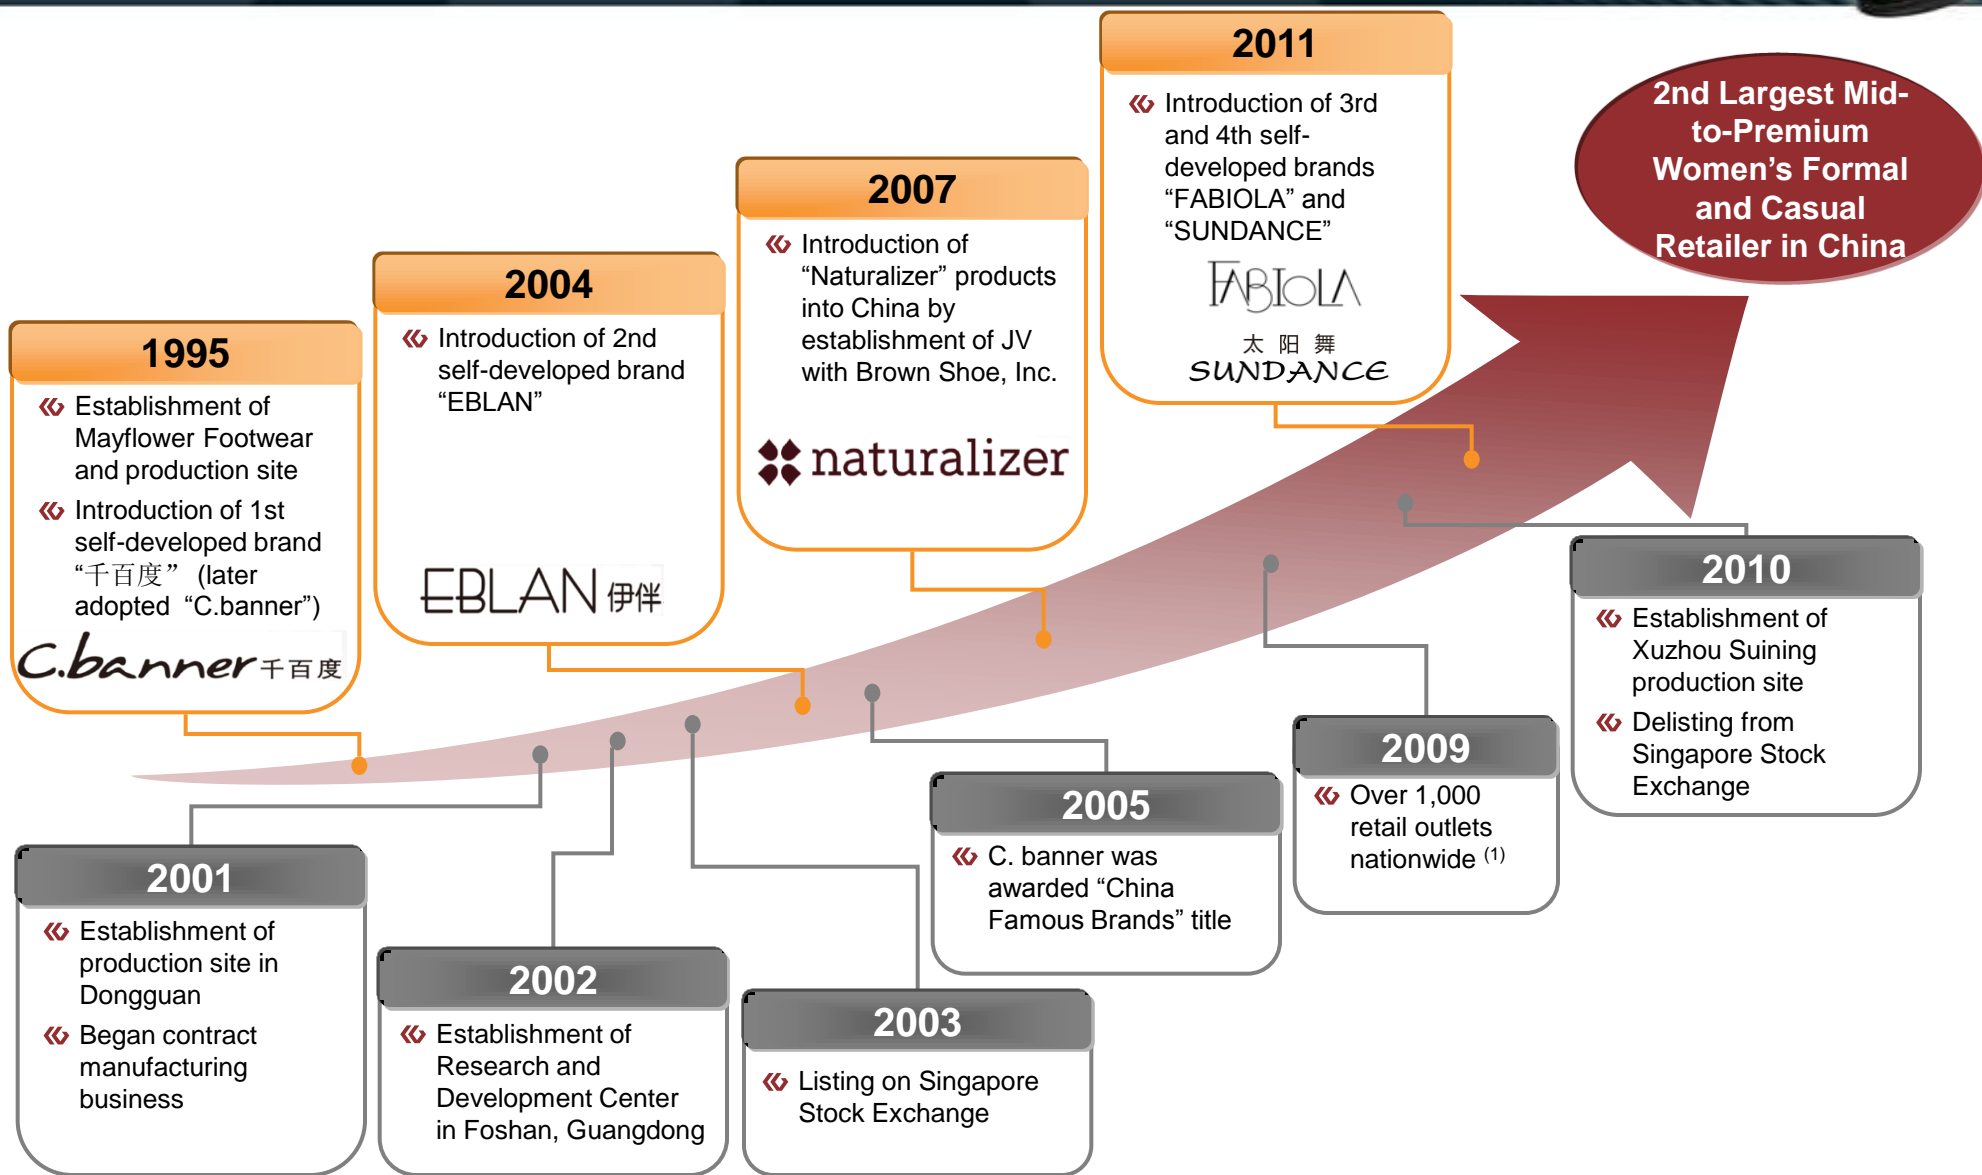 2011
Introduction of 3rd
and 4th self-
developed brands
“FABIOLA” and
“SUNDANCE”
FABIOLA
太阳舞
SUNDANCE
2nd Largest Mid-
to-Premium
Women’s Formal
and Casual
Retailer in China
2007
Introduction of
“Naturalizer” products
into China by
establishment of JV
with Brown Shoe, Inc.
naturalizer
2004
Introduction of 2nd
self-developed brand
“EBLAN”
EBLAN 伊伴
1995
Establishment of
Mayflower Footwear
and production site
Introduction of 1st
self-developed brand
“千百度” (later
adopted “C.banner”)
C.banner 千百度
2001
Establishment of
production site in
Dongguan
Began contract
manufacturing
business
2002
Establishment of
Research and
Development Center
in Foshan, Guangdong
2003
Listing on Singapore
Stock Exchange
2005
C. banner was
awarded “China
Famous Brands” title
2009
Over 1,000
retail outlets
nationwide (1)
2010
Establishment of
Xuzhou Suining
production site
Delisting from
Singapore Stock
Exchange